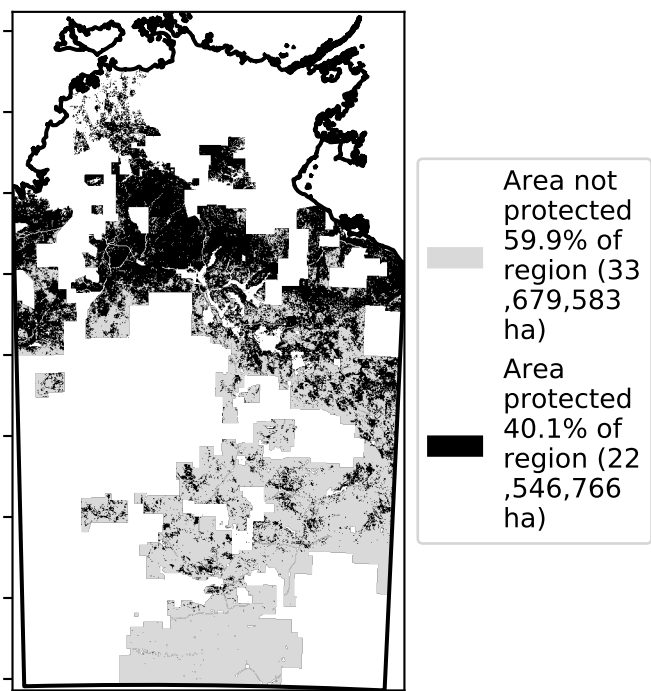 Area not
protected
59.9% of
region (33
,679,583
ha)
Area
protected
40.1% of
region (22
,546,766
ha)